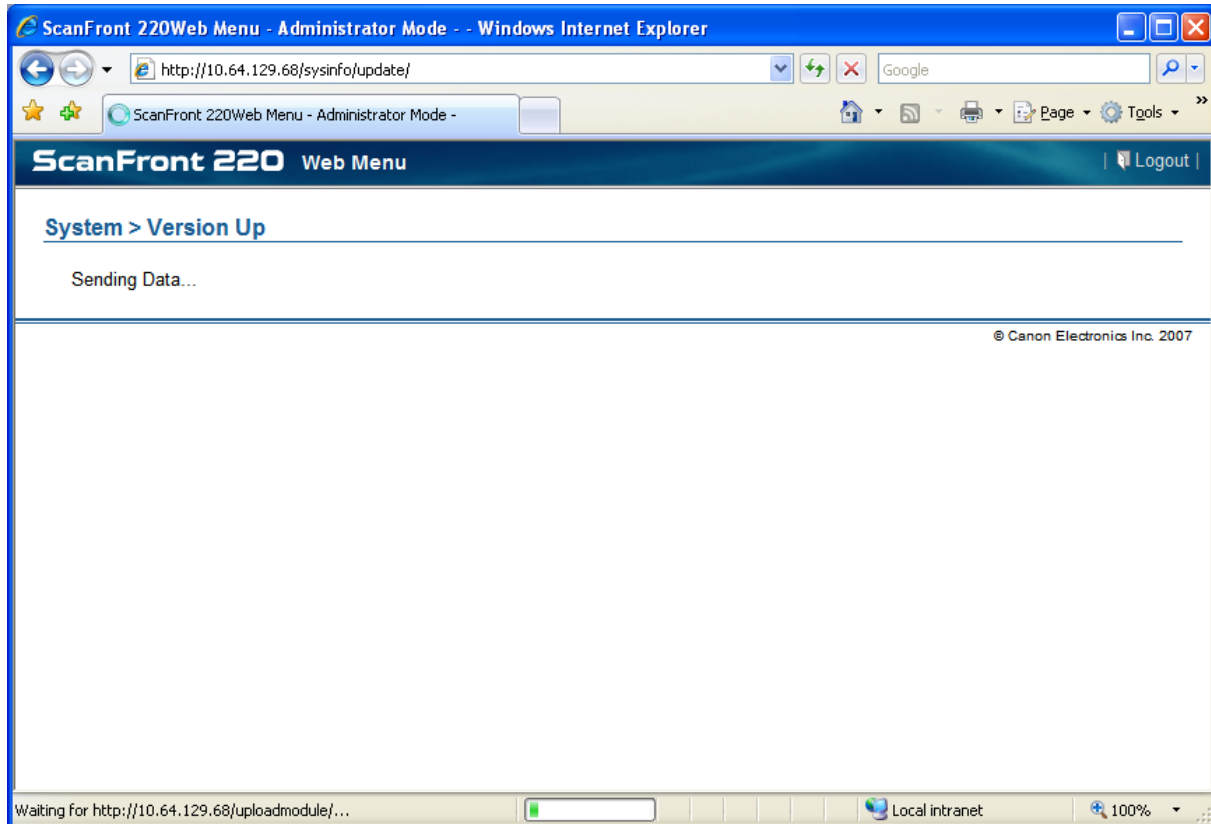 ScanFront 220Web Menu - Administrator Mode - - Windows Internet Explorer
http://10.64.129.68/sysinfo/update/
Google
ScanFront 220Web Menu - Administrator Mode -
Page
Tools
»
ScanFront 220 Web Menu
| Logout |
System > Version Up
Sending Data...
© Canon Electronics Inc. 2007
Waiting for http://10.64.129.68/uploadmodule/...
Local intranet
100%